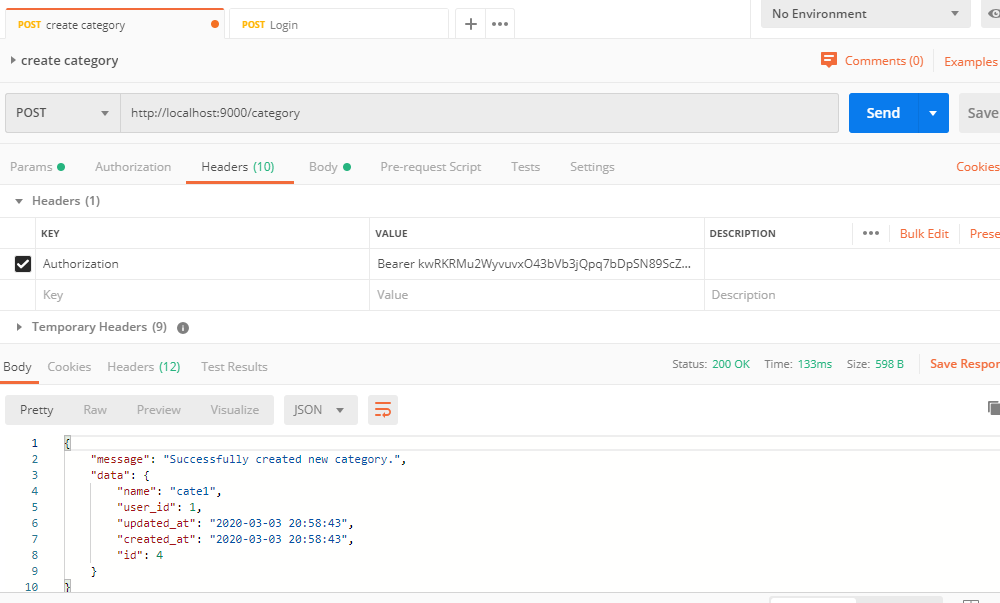 POST create category POST Login No Environment
create category Comments (0) Examples
POST http://localhost:9000/category Send Save
Params Authorization Headers (10) Body Pre-request Script Tests Settings Cookies
Headers (1)
KEY VALUE DESCRIPTION Bulk Edit Prese
Authorization Bearer kwRKRMu2WyvuvxO43bVb3jQpq7bDpSN89ScZ...
Key Value Description
Temporary Headers (9)
Body Cookies Headers (12) Test Results Status: 200 OK Time: 133ms Size: 598 B Save Respon
Pretty Raw Preview Visualize JSON
1 {
2 "message": "Successfully created new category.",
3 "data": {
4 "name": "cate1",
5 "user_id": 1,
6 "updated_at": "2020-03-03 20:58:43",
7 "created_at": "2020-03-03 20:58:43",
8 "id": 4
9 }
10 }